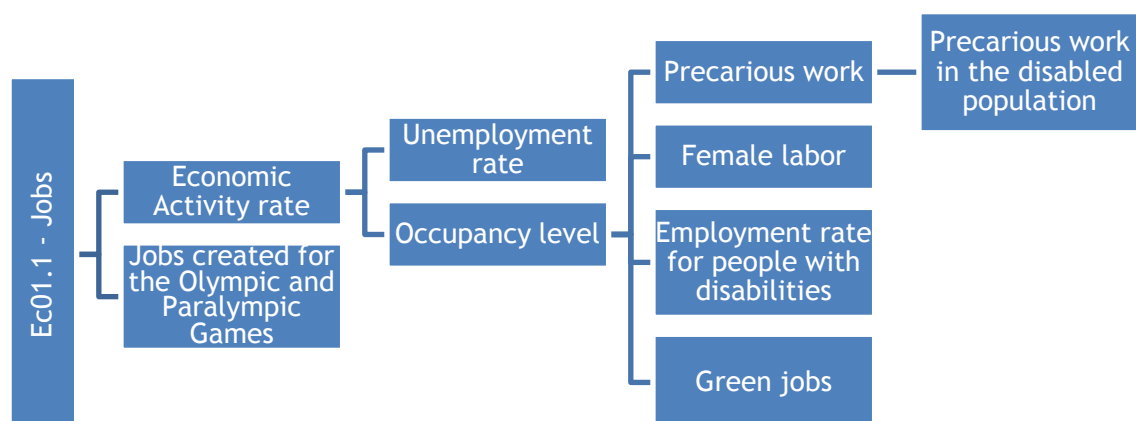 Ec01.1 - Jobs
Economic
Activity rate
Jobs created for
the Olympic and
Paralympic
Games
Unemployment
rate
Occupancy level
Precarious work
Female labor
Employment rate
for people with
disabilities
Green jobs
Precarious work
in the disabled
population